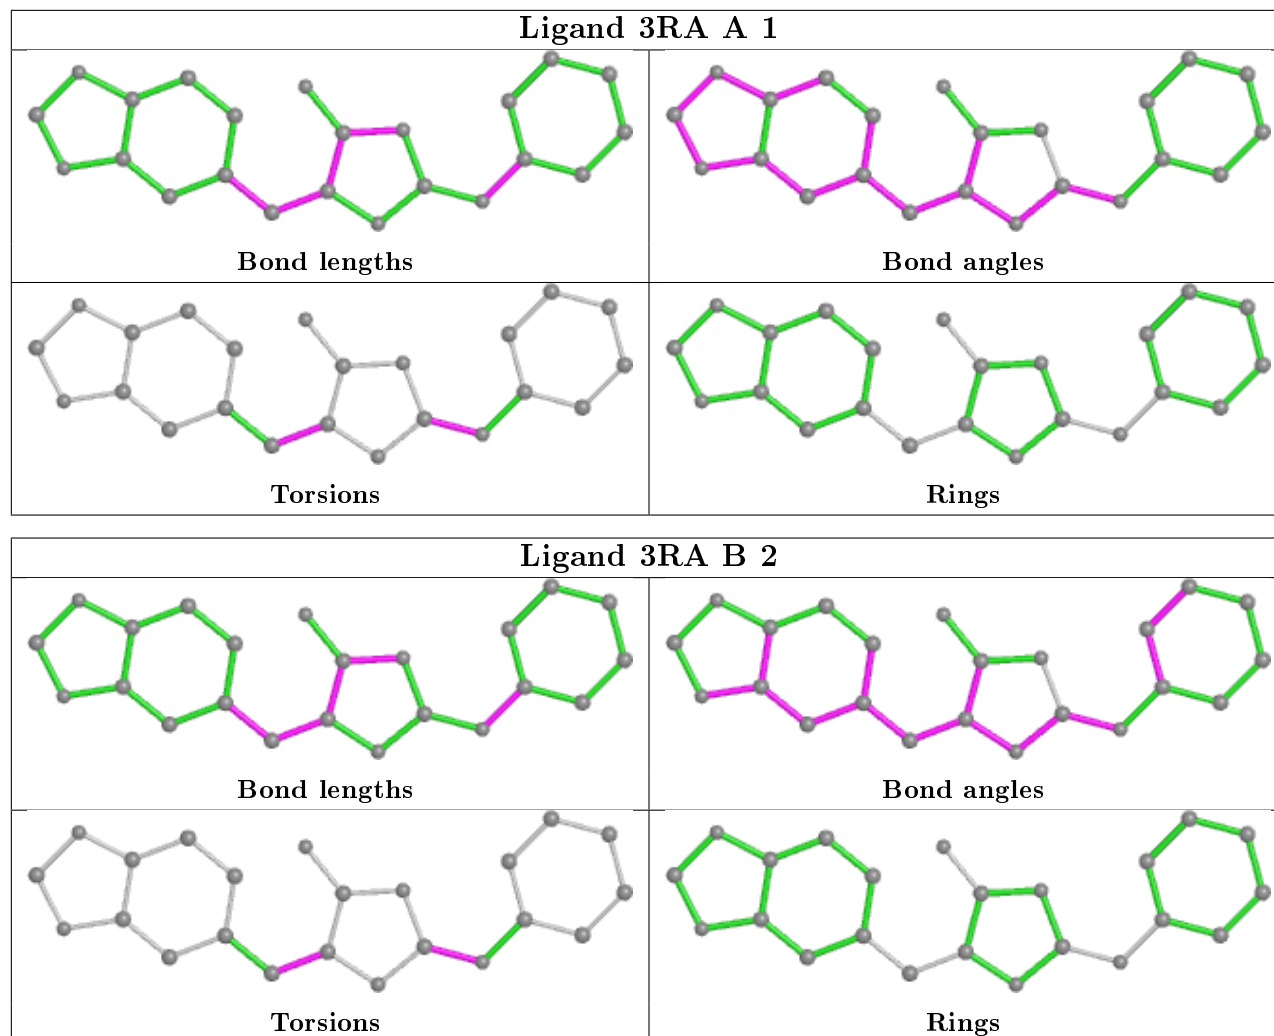 Ligand 3RA A 1
Bond lengths
Bond angles
Torsions
Rings
Ligand 3RA B 2
Bond lengths
Bond angles
Torsions
Rings